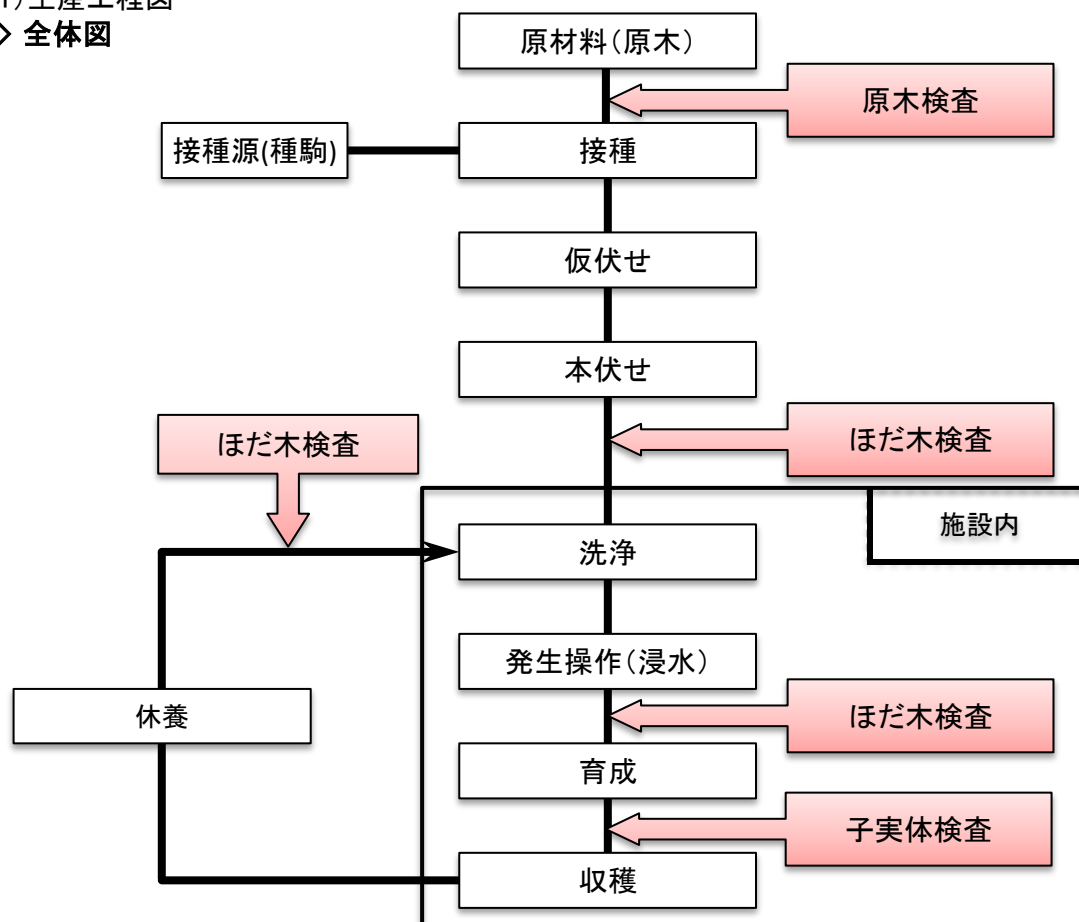 1)生産工程図
◇ 全体図
原材料(原木)
原木検査
接種源(種駒)
接種
仮伏せ
本伏せ
ほだ木検査
ほだ木検査
施設内
洗浄
発生操作(浸水)
休養
ほだ木検査
育成
子実体検査
収穫